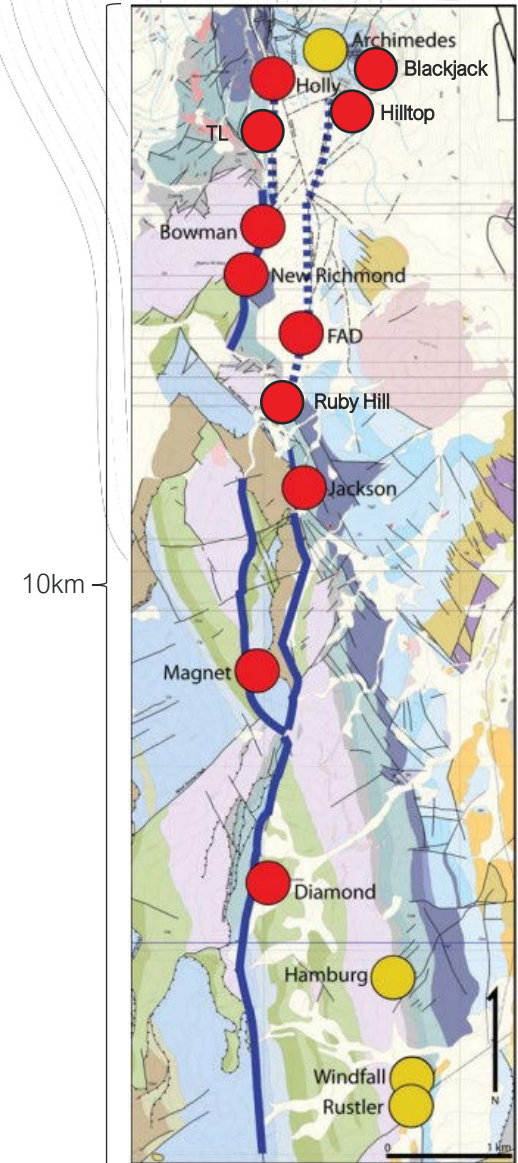 Archimedes
Blackjack
Holly
Hilltop
TL
Bowman
New Richmond
FAD
Ruby Hill
Jackson
10km
Magnet
Diamond
Hamburg
Windfall
Rustler
N
0 1 km